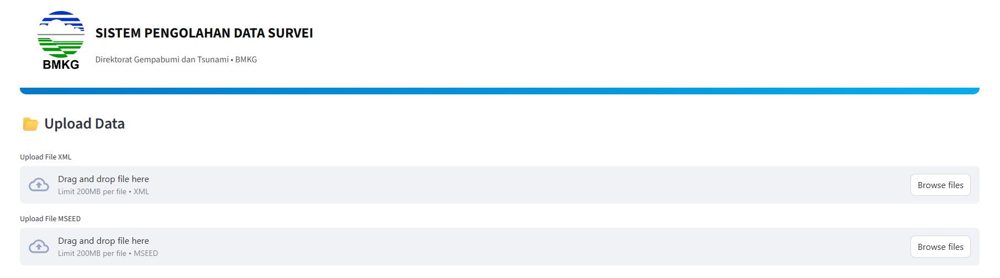 BMKG
SISTEM PENGOLAHAN DATA SURVEI
Direktorat Gempabumi dan Tsunami • BMKG
Upload Data
Upload File XML
Drag and drop file here
Limit 200MB per file • XML
Browse files
Upload File MSEED
Drag and drop file here
Limit 200MB per file • MSEED
Browse files